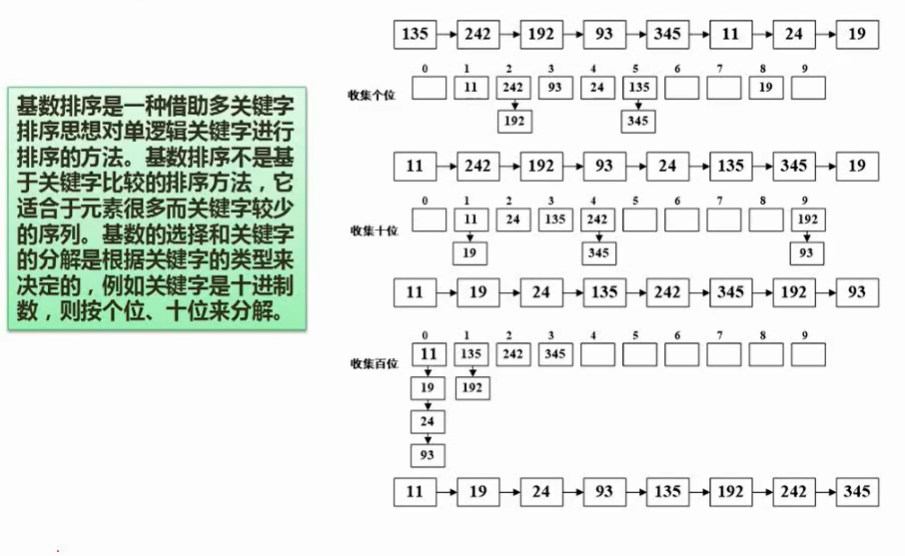 基数排序是一种借助多关键字
排序思想对单逻辑关键字进行
排序的方法。基数排序不是基
于关键字比较的排序方法，它
适合于元素很多而关键字较少
的序列。基数的选择和关键字
的分解是根据关键字的类型来
决定的，例如关键字是十进制
数，则按个位、十位来分解。
135 242 192 93 345 11 24 19
0 1 2 3 4 5 6 7 8 9
收集个位 11 242 93 24 135 19
192 345
11 242 192 93 24 135 345 19
0 1 2 3 4 5 6 7 8 9
收集十位 11 24 135 242 192
19 345 93
11 19 24 135 242 345 192 93
0 1 2 3 4 5 6 7 8 9
收集百位 11 135 242 345
19 192
24
93
11 19 24 93 135 192 242 345